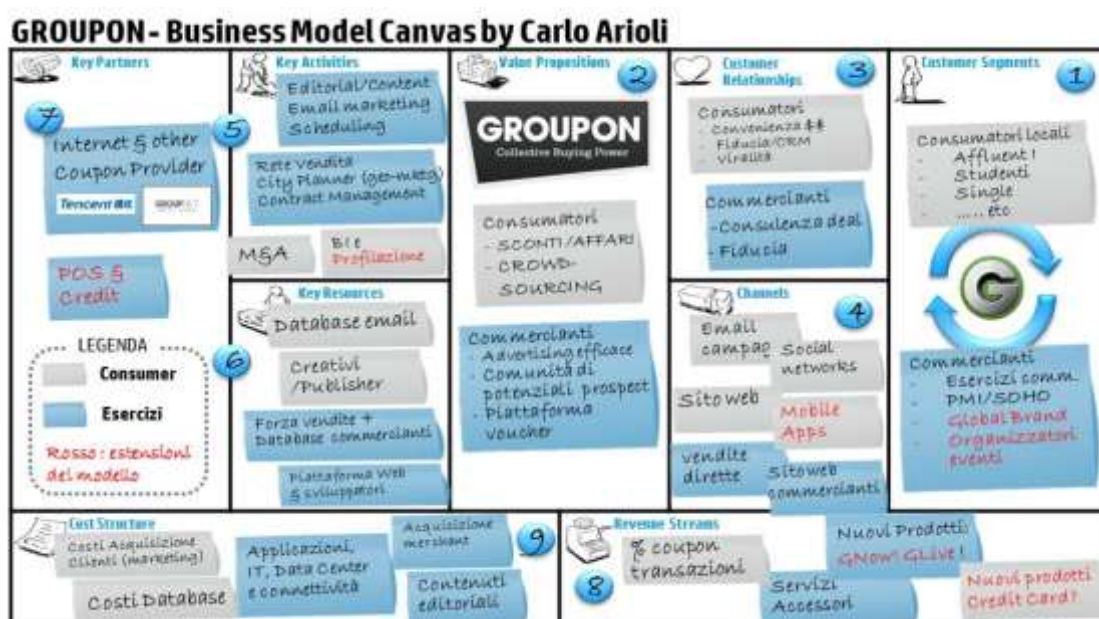 GROUPON - Business Model Canvas by Carlo Arioli
Key Partners
7
Internet & other
Coupon Provider
Tencent
GROUP
POS &
Credit
LEGENDA
Consumer
Esercizi
Rosso: estensioni
del modello
Key Activities
5
Editorial/Content
Email marketing
Scheduling
Rete vendita
City Planner (geo-mktg)
Contract Management
M&A
BI e
Profilazione
Key Resources
6
Database email
Creativi
/Publisher
Forza vendite +
Database commercianti
Piattaforma Web
& sviluppatori
Value Propositions
2
GROUPON
Collective Buying Power
Consumatori
- SCONTI/AFFARI
- CROWD-
SOURCING
Commercianti
- Advertising efficace
- Comunità di
potenziali prospect
- Piattaforma
voucher
Customer
Relationships
3
Consumatori
- Convenienza $$
- Fiducia/CRM
- Viralità
Commercianti
- Consulenza deal
- Fiducia
Channels
4
Email
campag
Social
networks
Sito web
Mobile
Apps
vendite
dirette
Sito web
commercianti
Customer Segments
1
Consumatori locali
- Affluent!
- Studenti
- Single
- ..... etc
G
Commercianti
- Esercizi comm.
- PMI/SOHO
- Global Brand
- Organizzatori
eventi
Cost Structure
9
Costi Acquisizione
Clienti (marketing)
Costi Database
Applicazioni,
IT, Data Center
e connettività
Acquisizione
merchant
Contenuti
editoriali
Revenue Streams
8
% coupon
transazioni
Servizi
Accessori
Nuovi Prodotti:
GNow! GLive!
Nuovi prodotti
Credit Card?